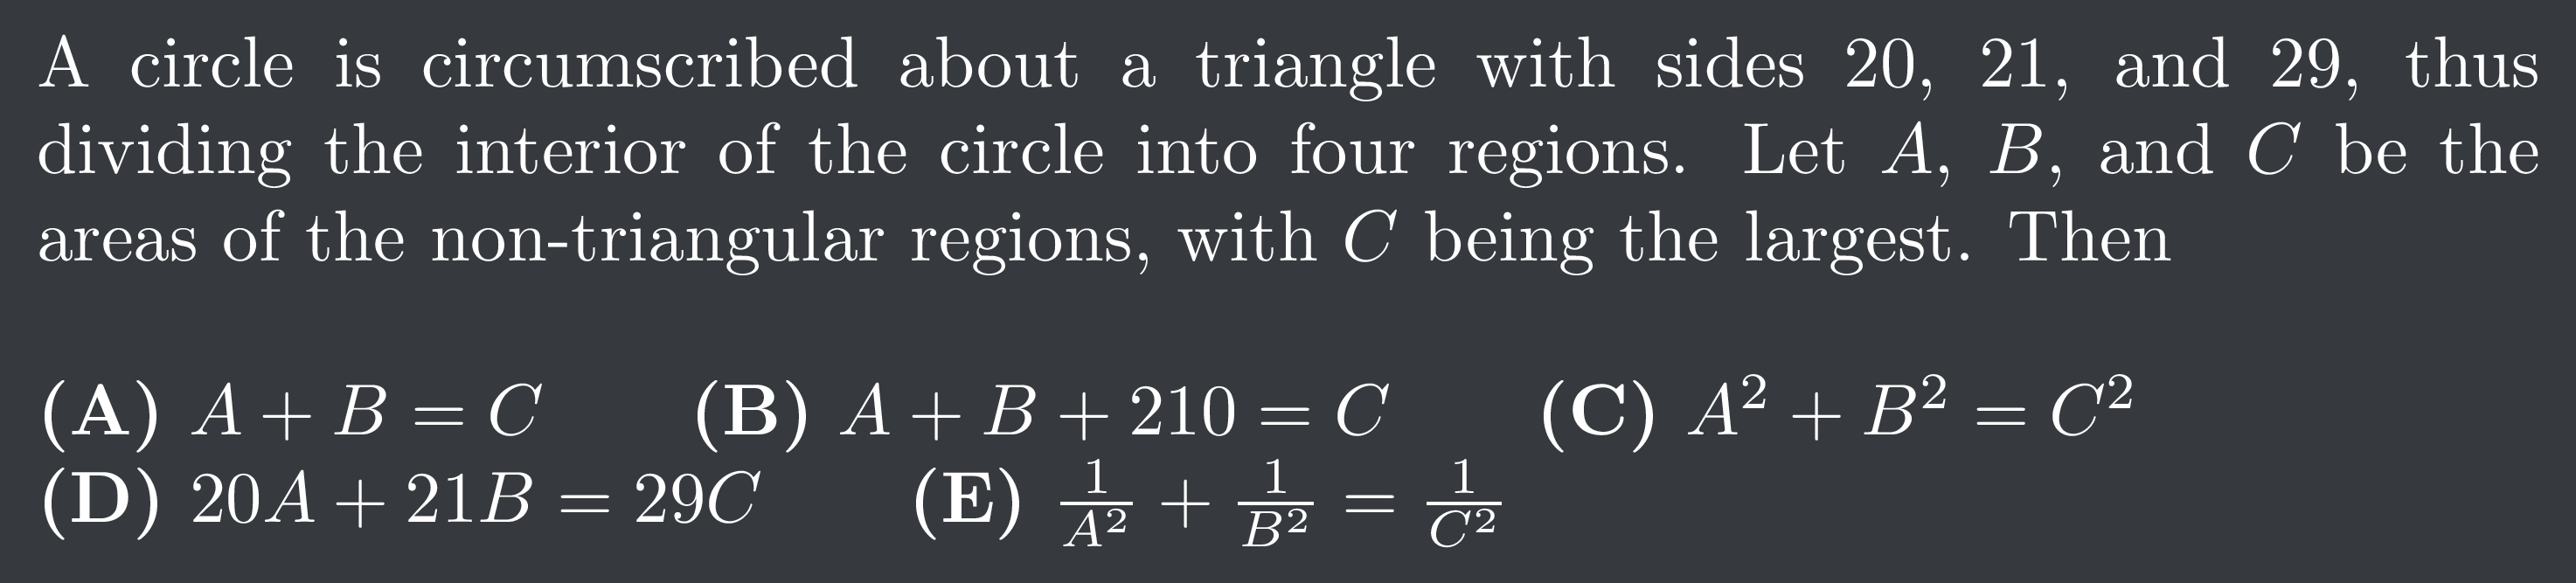 A circle is circumscribed about a triangle with sides 20, 21, and 29, thus
dividing the interior of the circle into four regions. Let A, B, and C be the
areas of the non-triangular regions, with C being the largest. Then
(A) A + B = C (B) A + B + 210 = C (C) A² + B² = C²
(D) 20A + 21B = 29C (E) 1/A² + 1/B² = 1/C²